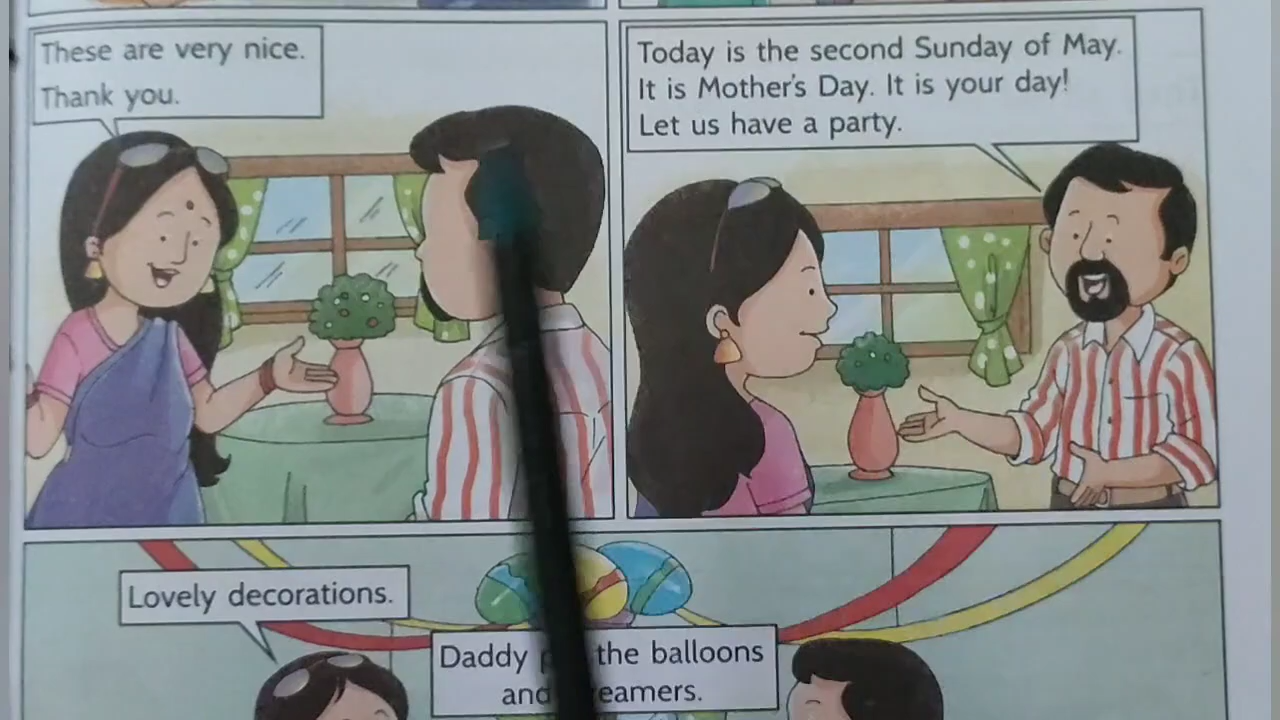 These are very nice.
Thank you.
Today is the second Sunday of May.
It is Mother's Day. It is your day!
Let us have a party.
Lovely decorations.
Daddy the balloons
and